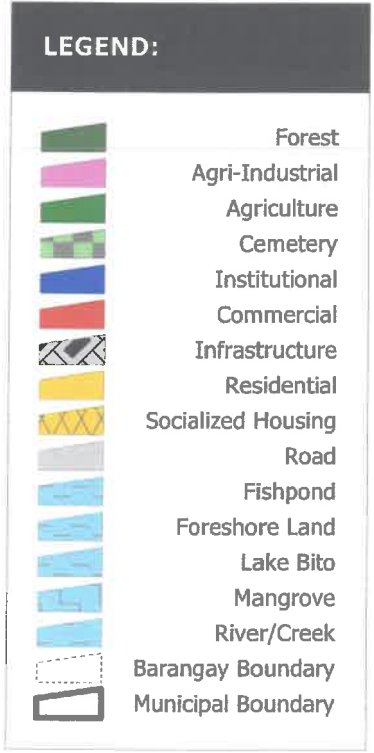 LEGEND:
Forest
Agri-Industrial
Agriculture
Cemetery
Institutional
Commercial
Infrastructure
Residential
Socialized Housing
Road
Fishpond
Foreshore Land
Lake Bito
Mangrove
River/Creek
Barangay Boundary
Municipal Boundary